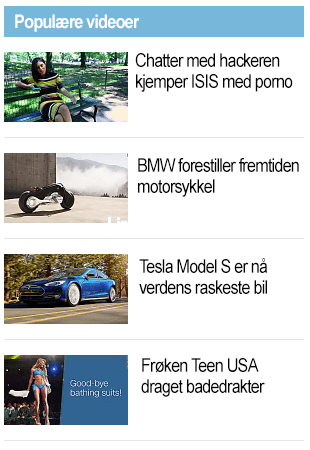 Populære videoer
Chatter med hackeren
kjemper ISIS med porno
BMW forestiller fremtiden
motorsykkel
Tesla Model S er nå
verdens raskeste bil
Frøken Teen USA
draget badedrakter
Good-bye
bathing suits!